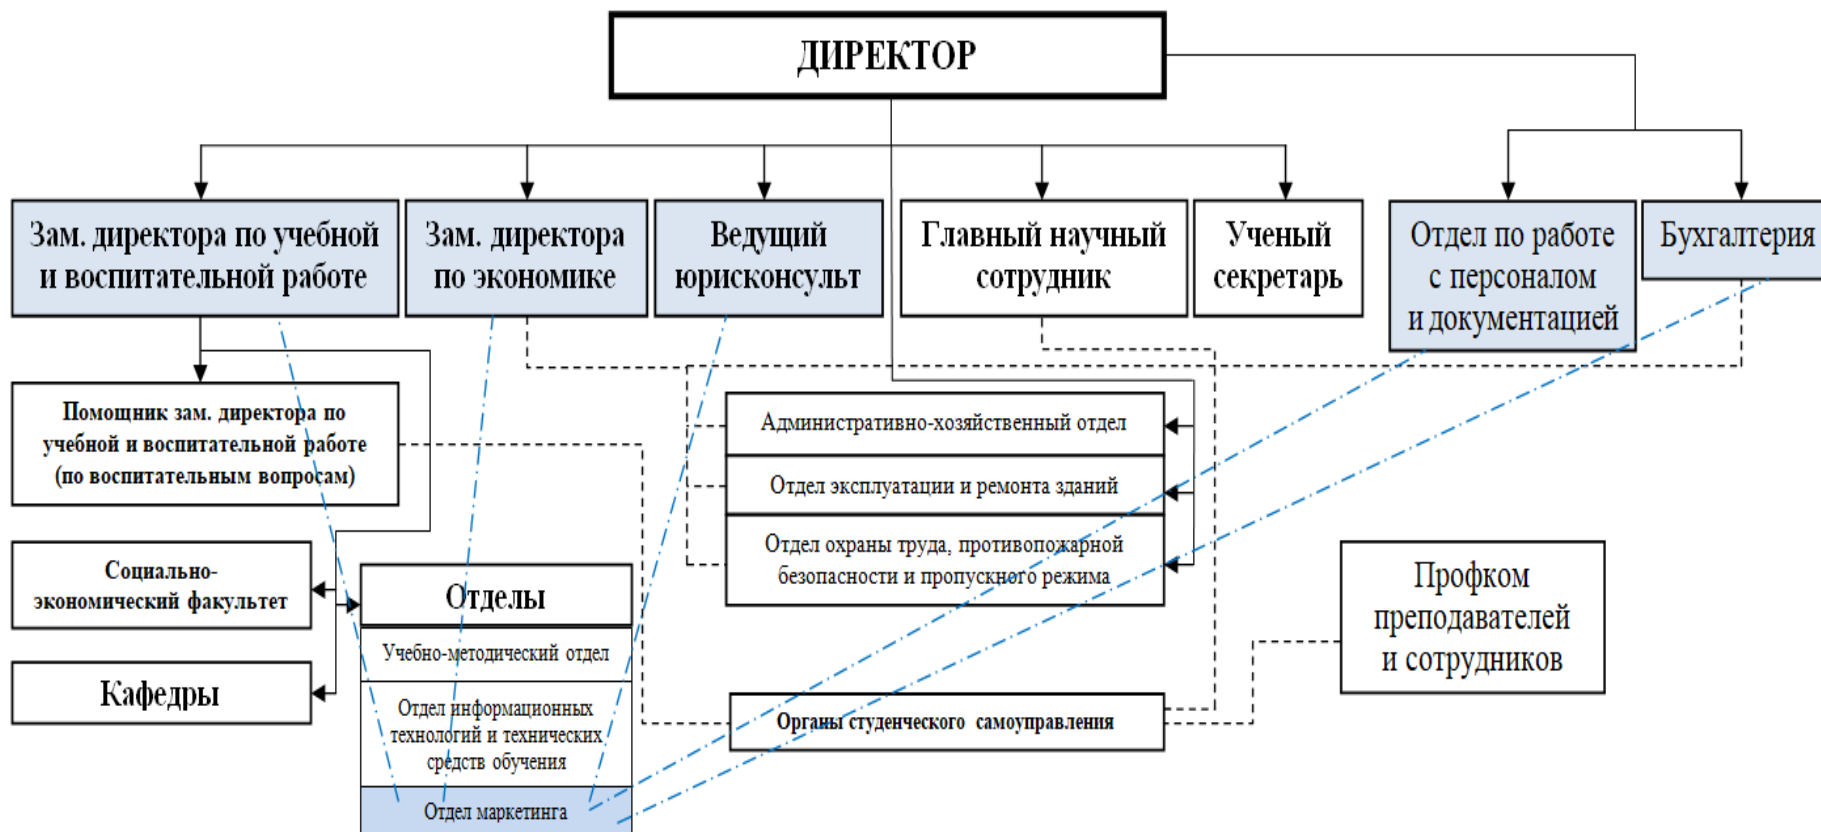 ДИРЕКТОР
Зам. директора по учебной
и воспитательной работе
Зам. директора
по экономике
Ведущий
юрисконсульт
Главный научный
сотрудник
Ученый
секретарь
Отдел по работе
с персоналом
и документацией
Бухгалтерия
Помощник зам. директора по
учебной и воспитательной работе
(по воспитательным вопросам)
Административно-хозяйственный отдел
Отдел эксплуатации и ремонта зданий
Отдел охраны труда, противопожарной
безопасности и пропускного режима
Социально-
экономический факультет
Отделы
Учебно-методический отдел
Отдел информационных
технологий и технических
средств обучения
Отдел маркетинга
Кафедры
Органы студенческого самоуправления
Профком
преподавателей
и сотрудников